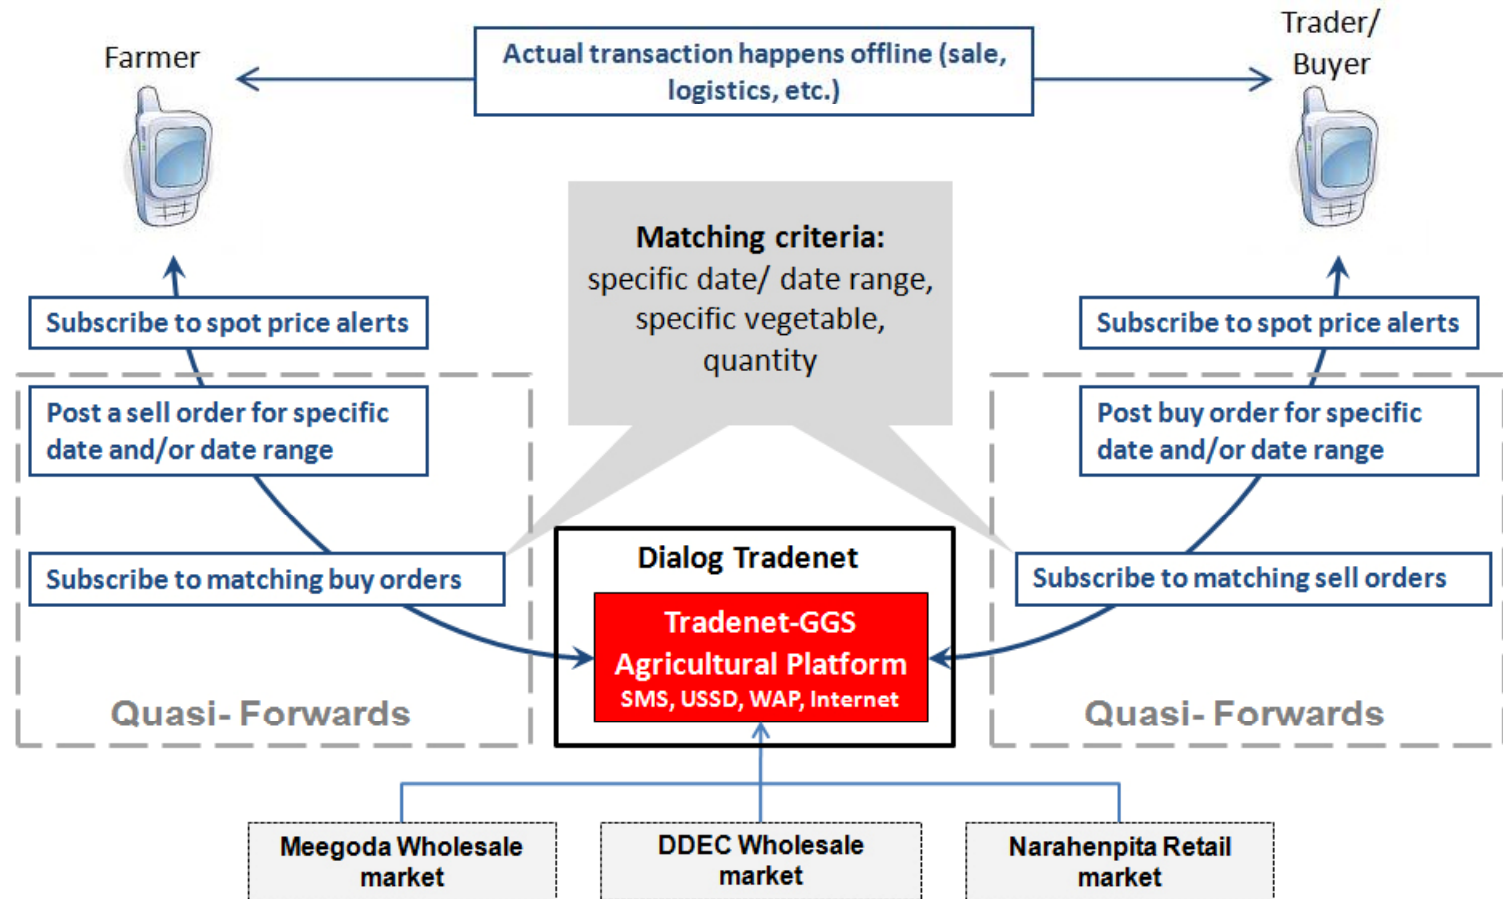 Farmer
Actual transaction happens offline (sale,
logistics, etc.)
Trader/
Buyer
Matching criteria:
specific date/ date range,
specific vegetable,
quantity
Subscribe to spot price alerts
Post a sell order for specific
date and/or date range
Subscribe to matching buy orders
Quasi- Forwards
Subscribe to spot price alerts
Post buy order for specific
date and/or date range
Subscribe to matching sell orders
Quasi- Forwards
Dialog Tradenet
Tradenet-GGS
Agricultural Platform
SMS, USSD, WAP, Internet
Meegoda Wholesale
market
DDEC Wholesale
market
Narahenpita Retail
market